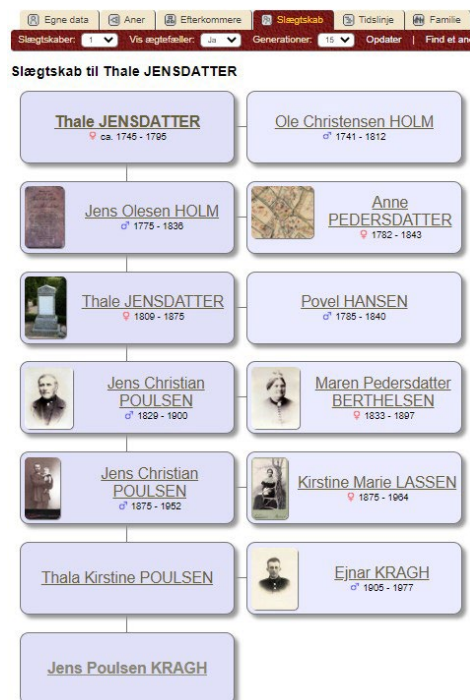 Egne data Aner Efterkommere Slægtskab Tidslinje Familie
Slægtskaber: 1 Vis ægtefæller: Ja Generationer: 15 Opdater | Find et an
Slægtskab til Thale JENSDATTER
Thale JENSDATTER
♀ ca. 1745 - 1795
Ole Christensen HOLM
♂ 1741 - 1812
Jens Olesen HOLM
♂ 1775 - 1836
Anne
PEDERSDATTER
♀ 1782 - 1843
Thale JENSDATTER
♀ 1809 - 1875
Povel HANSEN
♂ 1785 - 1840
Jens Christian
POULSEN
♂ 1829 - 1900
Maren Pedersdatter
BERTHELSEN
♀ 1833 - 1897
Jens Christian
POULSEN
♂ 1875 - 1952
Kirstine Marie LASSEN
♀ 1875 - 1964
Thala Kirstine POULSEN
Ejnar KRAGH
♂ 1905 - 1977
Jens Poulsen KRAGH